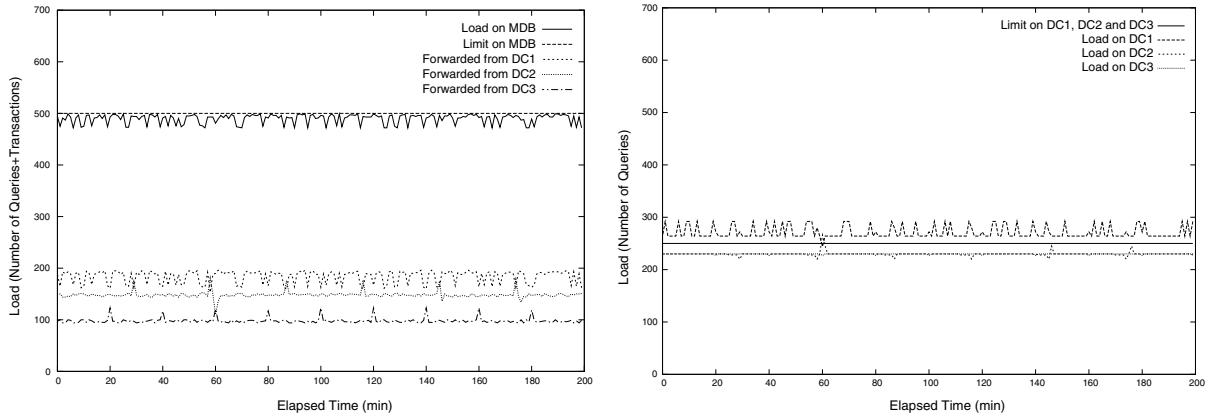 700
600
500
400
300
200
100
0
Load (Number of Queries+Transactions)
Load on MDB
Limit on MDB
Forwarded from DC1
Forwarded from DC2
Forwarded from DC3
0 20 40 60 80 100 120 140 160 180 200
Elapsed Time (min)
700
600
500
400
300
200
100
0
Load (Number of Queries)
Limit on DC1, DC2 and DC3
Load on DC1
Load on DC2
Load on DC3
0 20 40 60 80 100 120 140 160 180 200
Elapsed Time (min)